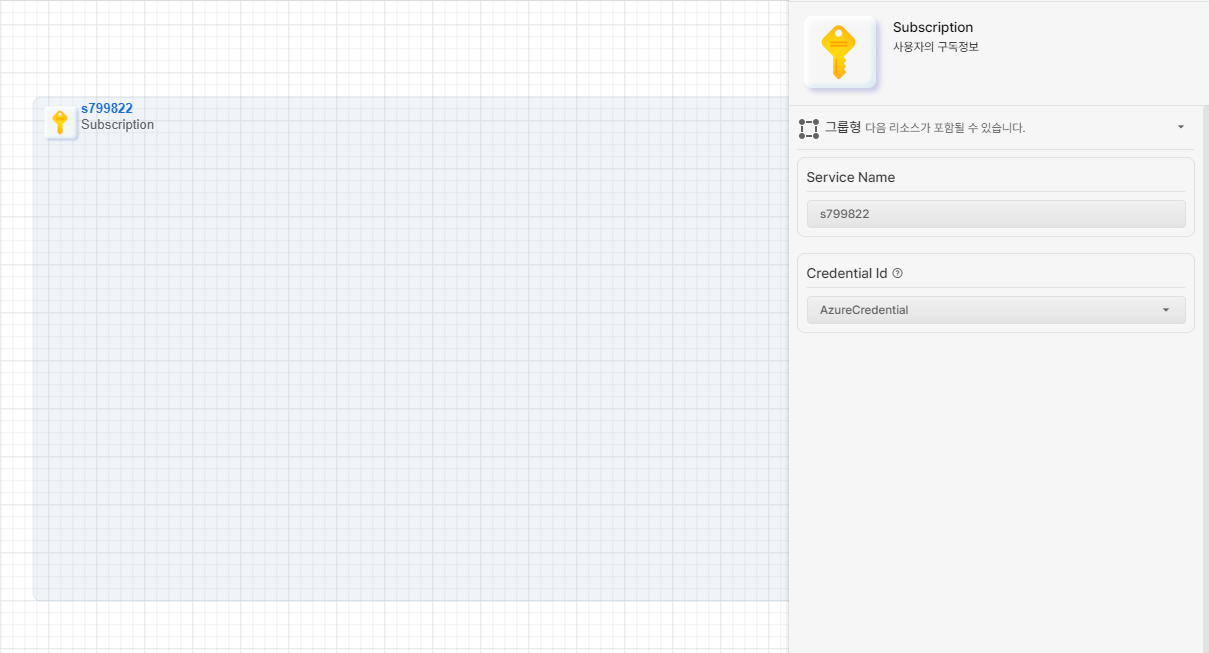 s799822
Subscription
Subscription
사용자의 구독정보
그룹형 다음 리소스가 포함될 수 있습니다.
Service Name
s799822
Credential Id
AzureCredential